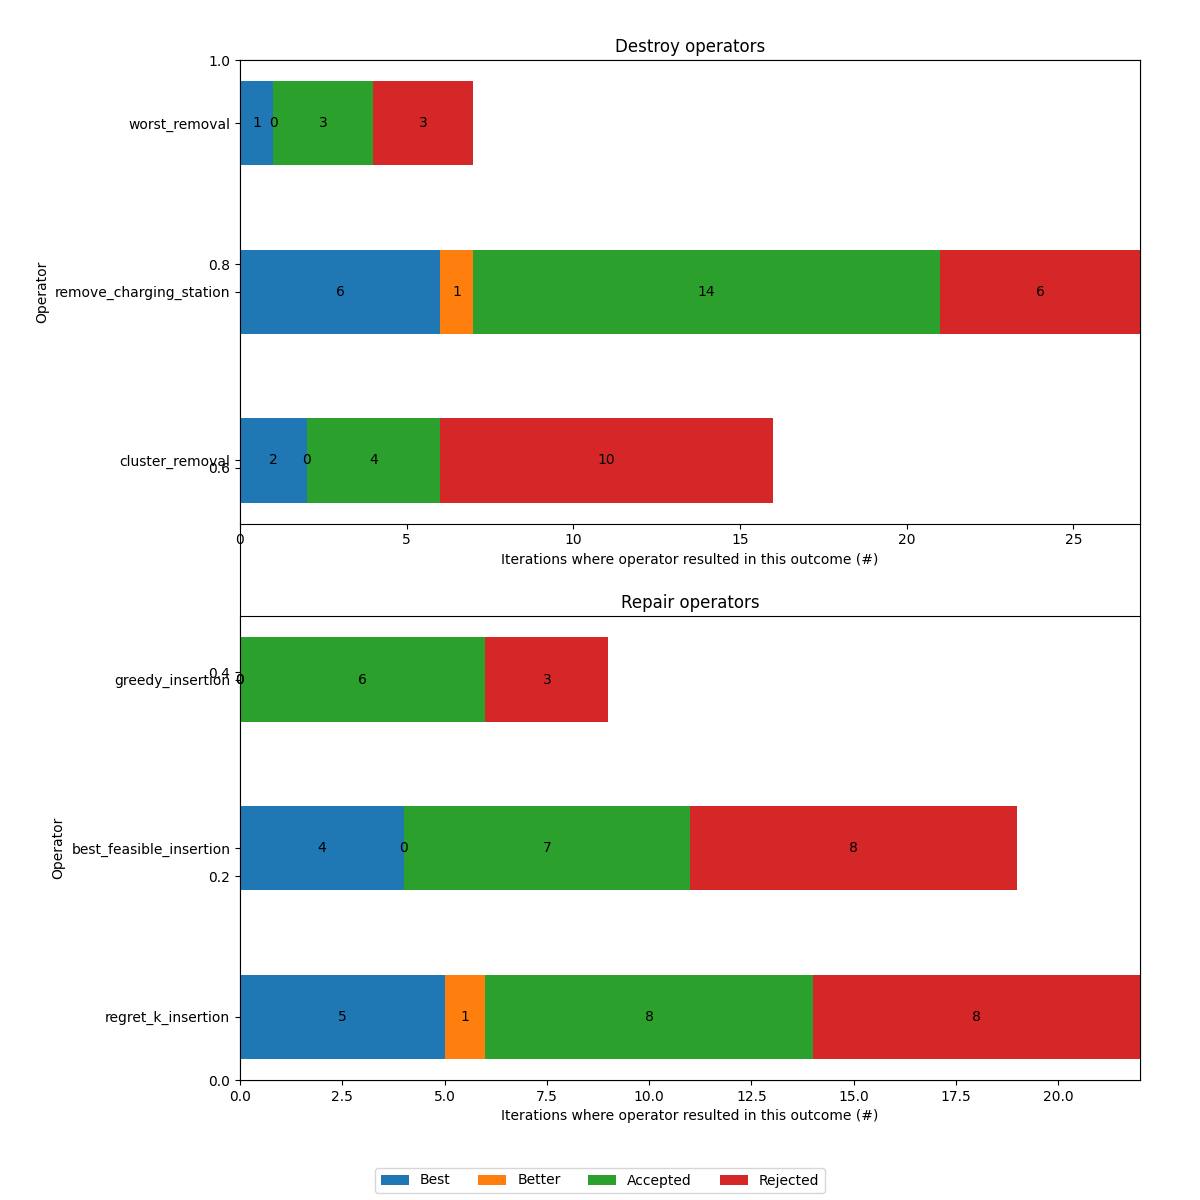 Destroy operators
1.0
worst_removal
1 0 3 3
0.8
Operator
remove_charging_station
6 1 14 6
cluster_removal
2 0 4 10
0.6
0 5 10 15 20 25
Iterations where operator resulted in this outcome (#)
Repair operators
0.4
greedy_insertion
0 0 6 3
Operator
best_feasible_insertion
4 0 7 8
0.2
regret_k_insertion
5 1 8 8
0.0
0.0 2.5 5.0 7.5 10.0 12.5 15.0 17.5 20.0
Iterations where operator resulted in this outcome (#)
Best Better Accepted Rejected